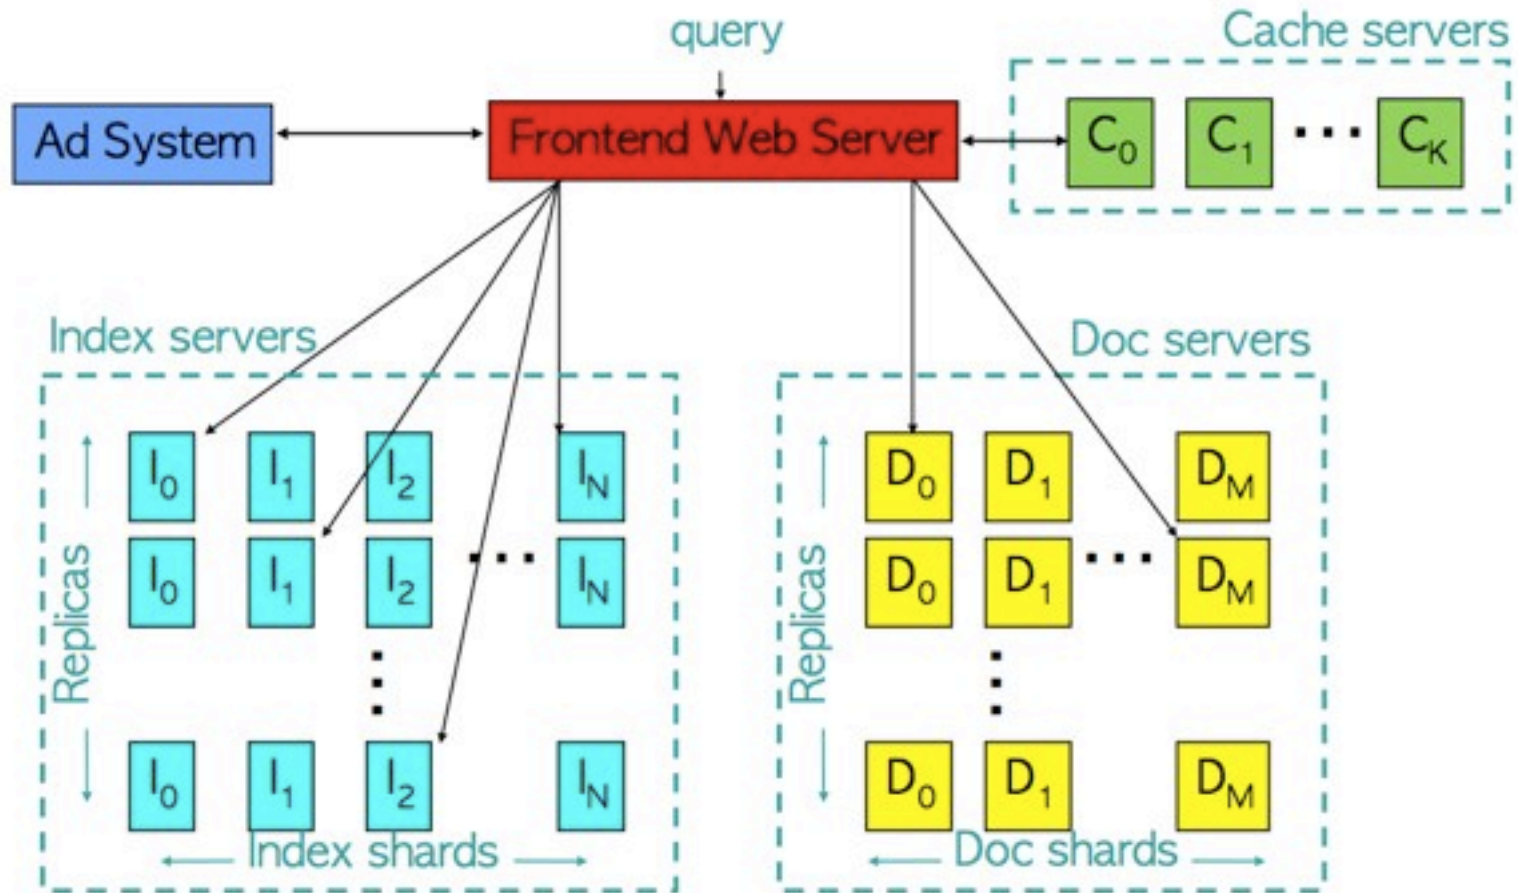 query
Cache servers
Ad System
Frontend Web Server
C0 C1 ... CK
Index servers
Doc servers
I0 I1 I2 IN
D0 D1 DM
Replicas
I0 I1 I2 ... IN
Replicas
D0 D1 ... DM
I0 I1 I2 IN
D0 D1 DM
Index shards
Doc shards